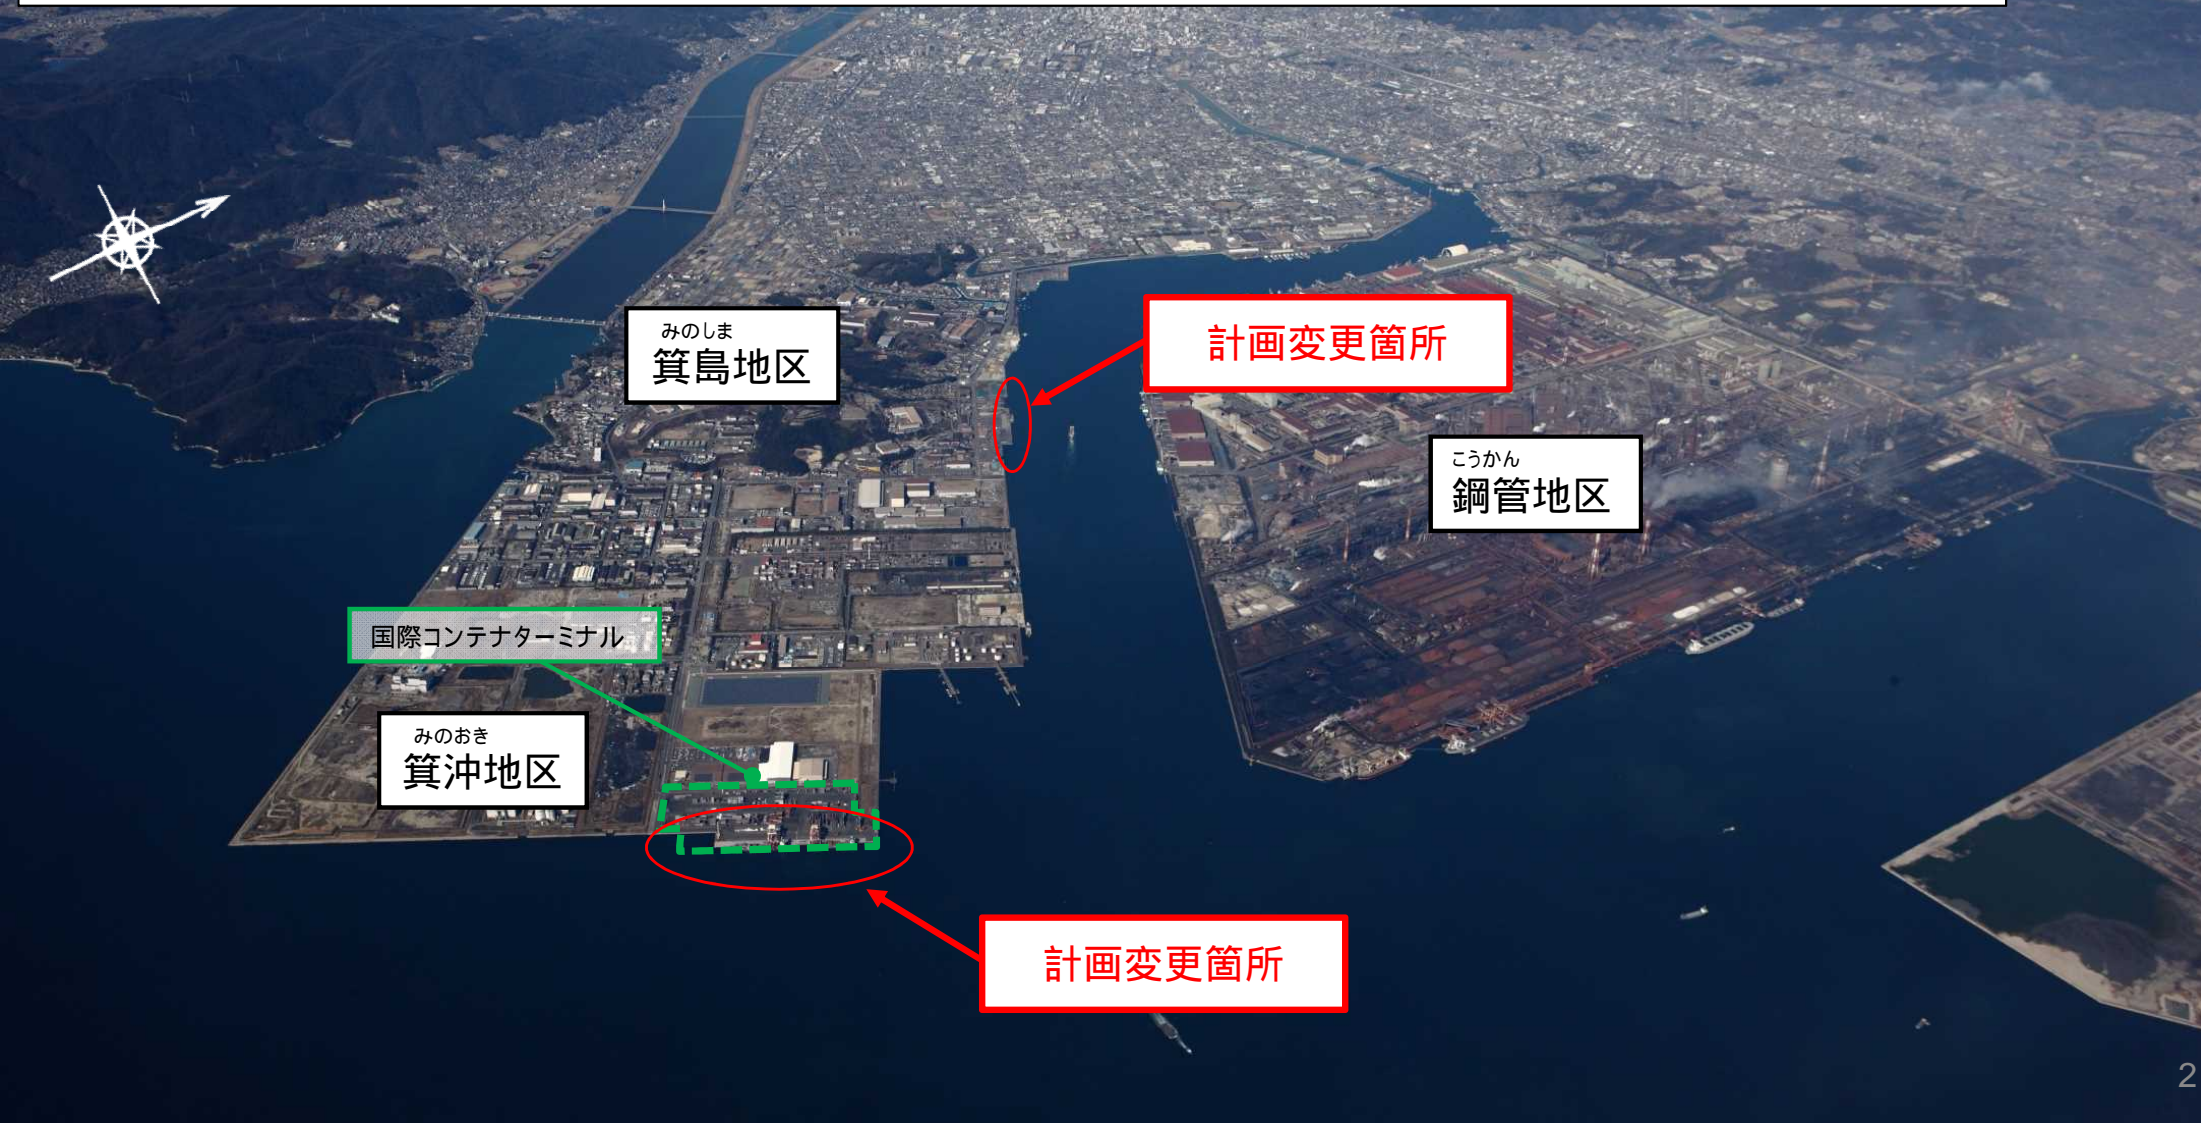 みのしま
箕島地区
計画変更箇所
こうかん
鋼管地区
国際コンテナターミナル
みのおき
箕沖地区
計画変更箇所
2